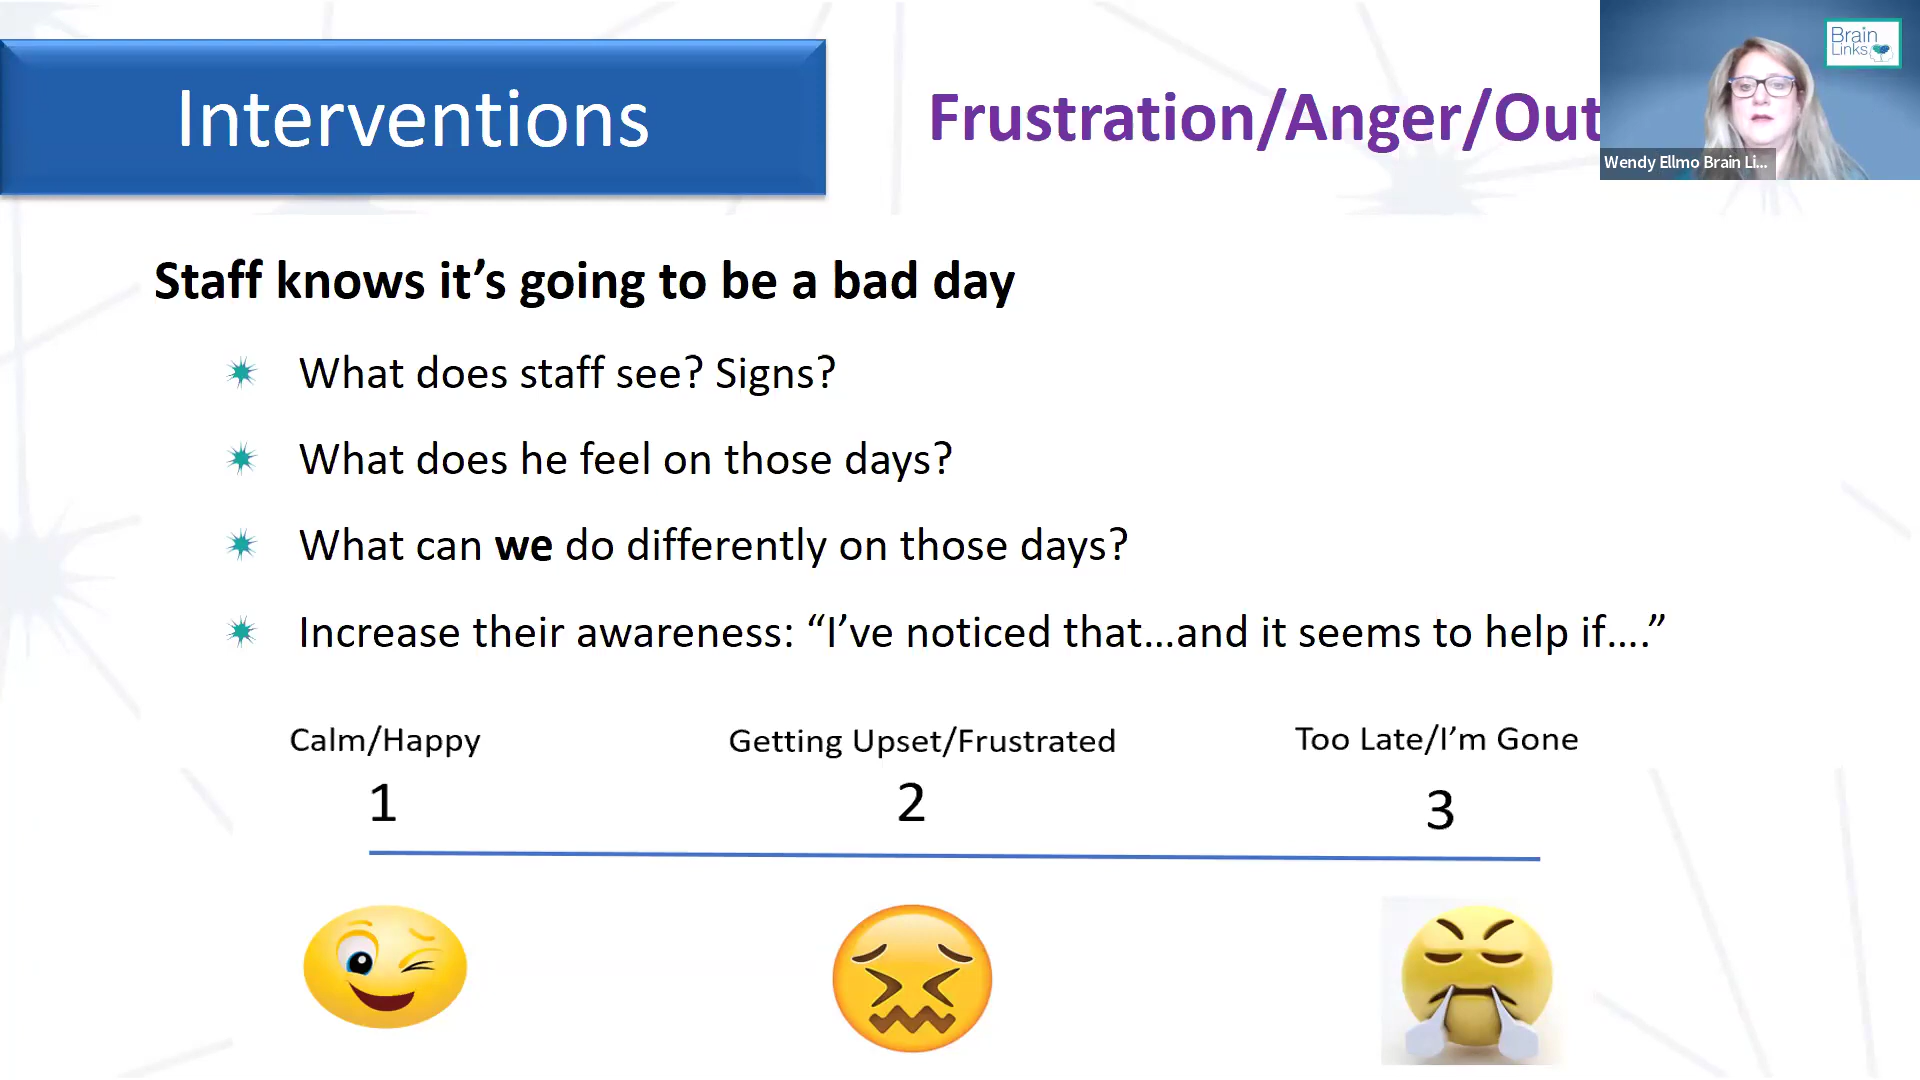 Interventions
Frustration/Anger/Out
Brain
Links
Wendy Ellmo Brain Li...
Staff knows it’s going to be a bad day
What does staff see? Signs?
What does he feel on those days?
What can we do differently on those days?
Increase their awareness: “I’ve noticed that...and it seems to help if....”
Calm/Happy
Getting Upset/Frustrated
Too Late/I’m Gone
1
2
3